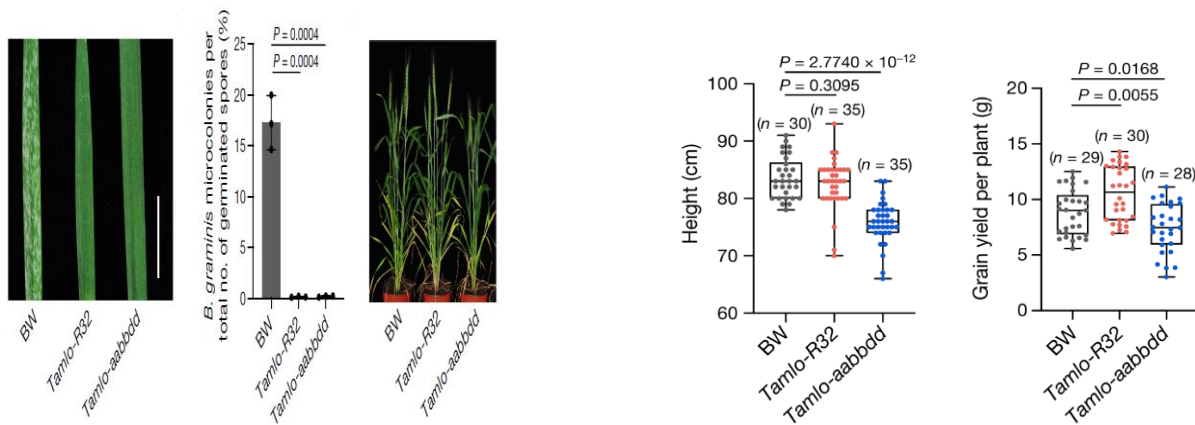 BW
Tamlo-R32
Tamlo-aabbdd
B. graminis microcolonies per
total no. of geminated spores (%)
25
20
15
10
5
0
P = 0.0004
P = 0.0004
BW
Tamlo-R32
Tamlo-aabbdd
BW
Tamlo-R32
Tamlo-aabbdd
Height (cm)
100
90
80
70
60
P = 2.7740 × 10⁻¹²
P = 0.3095
(n = 30)
(n = 35)
(n = 35)
BW
Tamlo-R32
Tamlo-aabbdd
Grain yield per plant (g)
20
15
10
5
0
P = 0.0168
P = 0.0055
(n = 29)
(n = 30)
(n = 28)
BW
Tamlo-R32
Tamlo-aabbdd